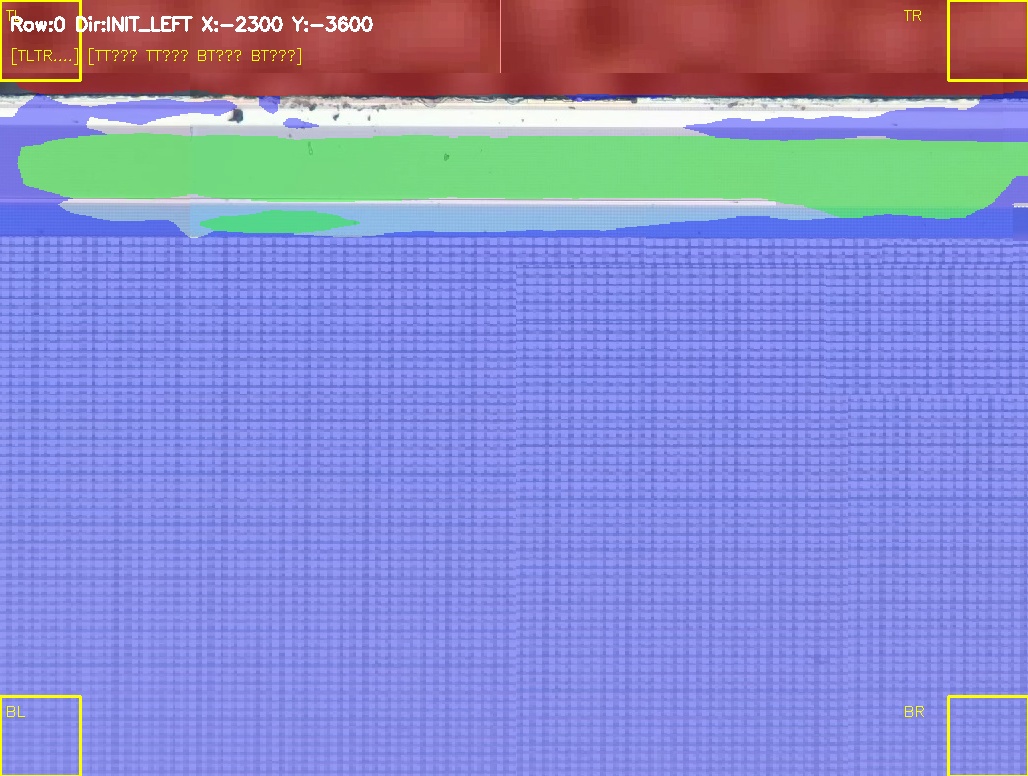 TL
Row:0 Dir:INIT_LEFT X:-2300 Y:-3600
TR
[TLTR....] [TT??? TT??? BT??? BT???]
BL
BR